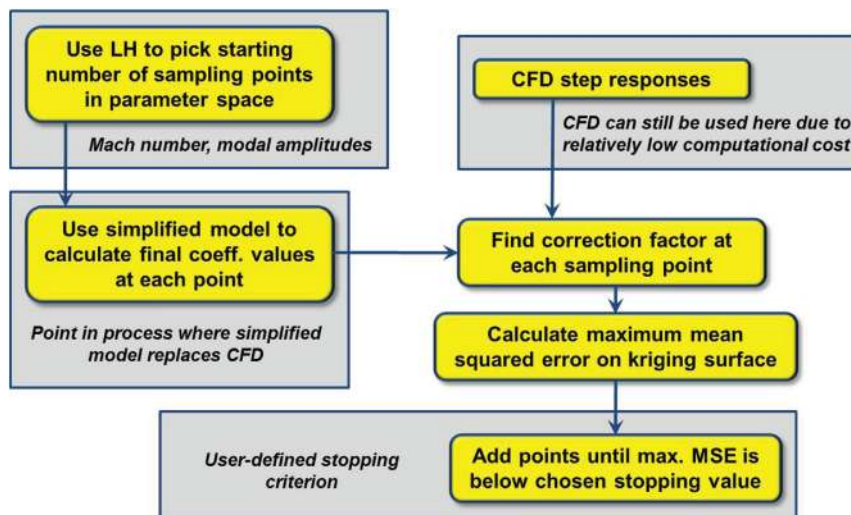 Use LH to pick starting
number of sampling points
in parameter space
Mach number, modal amplitudes
CFD step responses
CFD can still be used here due to
relatively low computational cost
Use simplified model to
calculate final coeff. values
at each point
Point in process where simplified
model replaces CFD
Find correction factor at
each sampling point
Calculate maximum mean
squared error on kriging surface
User-defined stopping
criterion
Add points until max. MSE is
below chosen stopping value